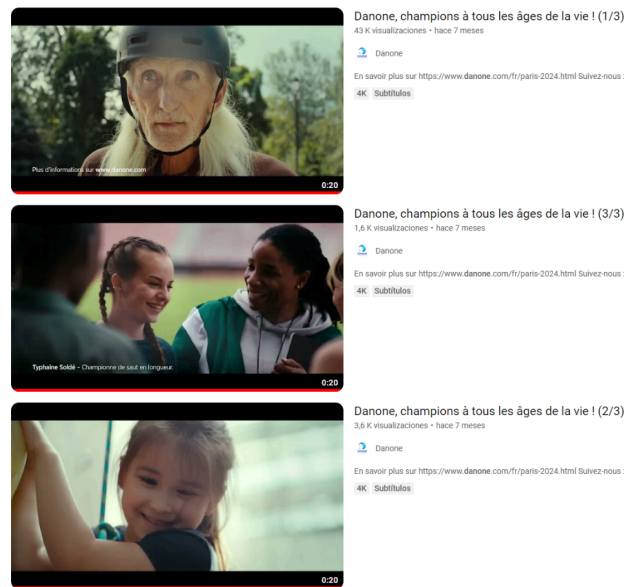 Plus d'informations sur www.danone.com
0:20
Danone, champions à tous les âges de la vie ! (1/3)
43 K visualizaciones • hace 7 meses
Danone
En savoir plus sur https://www.danone.com/fr/paris-2024.html Suivez-nous :
4K Subtítulos
Typhaine Soldé – Championne de saut en longueur.
0:20
Danone, champions à tous les âges de la vie ! (3/3)
1,6 K visualizaciones • hace 7 meses
Danone
En savoir plus sur https://www.danone.com/fr/paris-2024.html Suivez-nous :
4K Subtítulos
0:20
Danone, champions à tous les âges de la vie ! (2/3)
3,6 K visualizaciones • hace 7 meses
Danone
En savoir plus sur https://www.danone.com/fr/paris-2024.html Suivez-nous :
4K Subtítulos